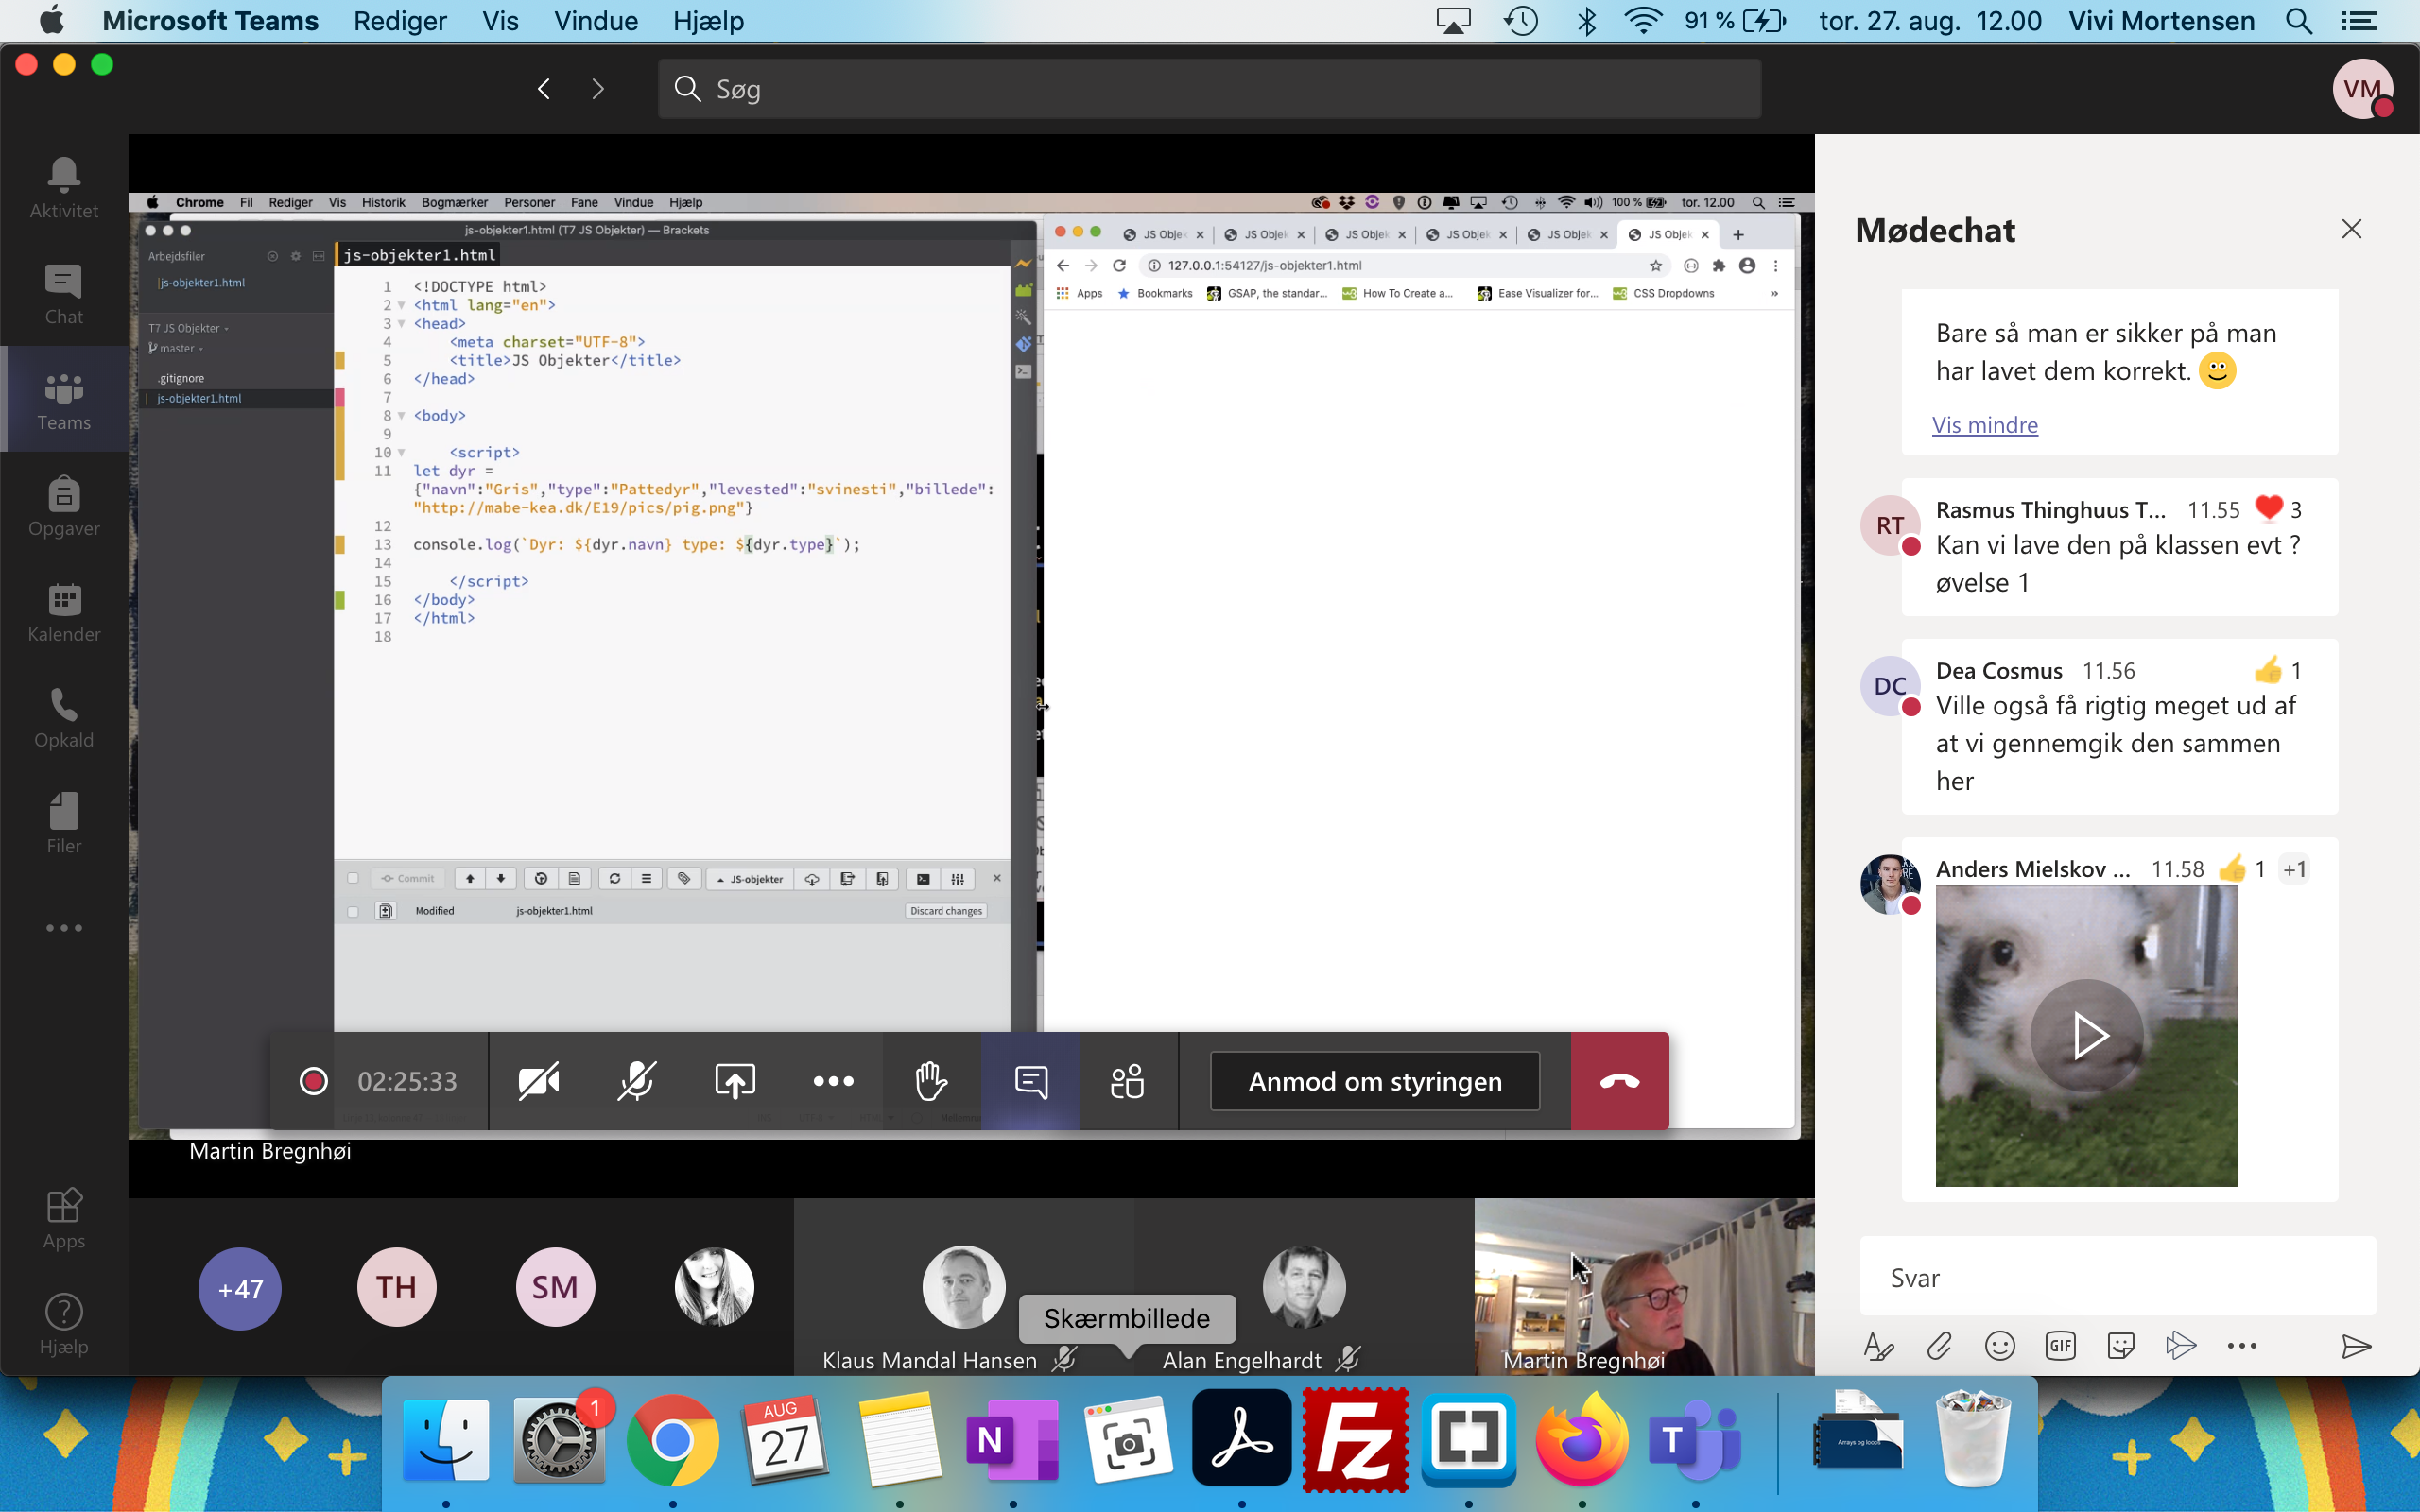 Microsoft Teams Rediger Vis Vindue Hjælp 91 % tor. 27. aug. 12.00 Vivi Mortensen
Søg
VM
Aktivitet
Chat
Teams
Opgaver
Kalender
Opkald
Filer
Apps
Hjælp
Chrome Fil Rediger Vis Historik Bogmærker Personer Fane Vindue Hjælp 100 % tor. 12.00
js-objekter1.html (T7 JS Objekter) — Brackets
Arbejdsfiler
js-objekter1.html
T7 JS Objekter
master
.gitignore
js-objekter1.html
js-objekter1.html
1 <!DOCTYPE html>
2 <html lang="en">
3 <head>
4 <meta charset="UTF-8">
5 <title>JS Objekter</title>
6 </head>
7
8 <body>
9
10 <script>
11 let dyr =
{"navn":"Gris","type":"Pattedyr","levested":"svinesti","billede":
"http://mabe-kea.dk/E19/pics/pig.png"}
12
13 console.log(`Dyr: ${dyr.navn} type: ${dyr.type}`);
14
15 </script>
16 </body>
17 </html>
18
Commit JS-objekter
Modified js-objekter1.html Discard changes
JS Objek JS Objek JS Objek JS Objek JS Objek JS Objek
127.0.0.1:54127/js-objekter1.html
Apps Bookmarks GSAP, the standar... How To Create a... Ease Visualizer for... CSS Dropdowns »
02:25:33 Anmod om styringen
Martin Bregnhøi
+47 TH SM
Klaus Mandal Hansen Alan Engelhardt Martin Bregnhøi
Skærmbillede
Mødechat
Bare så man er sikker på man
har lavet dem korrekt.
Vis mindre
RT
Rasmus Thinghuus T... 11.55 3
Kan vi lave den på klassen evt ?
øvelse 1
DC
Dea Cosmus 11.56 1
Ville også få rigtig meget ud af
at vi gennemgik den sammen
her
Anders Mielskov ... 11.58 1 +1
Svar
GIF
1
AUG
27
N
Fz
T
Arrays og loops